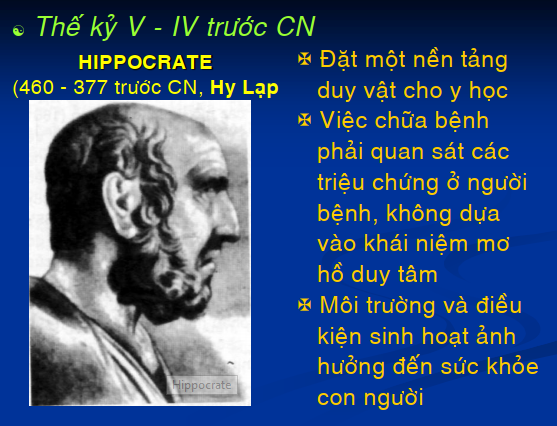 Thế kỷ V - IV trước CN
HIPPOCRATE
(460 - 377 trước CN, Hy Lạp
Hippocrate
Đặt một nền tảng
duy vật cho y học
Việc chữa bệnh
phải quan sát các
triệu chứng ở người
bệnh, không dựa
vào khái niệm mơ
hồ duy tâm
Môi trường và điều
kiện sinh hoạt ảnh
hưởng đến sức khỏe
con người